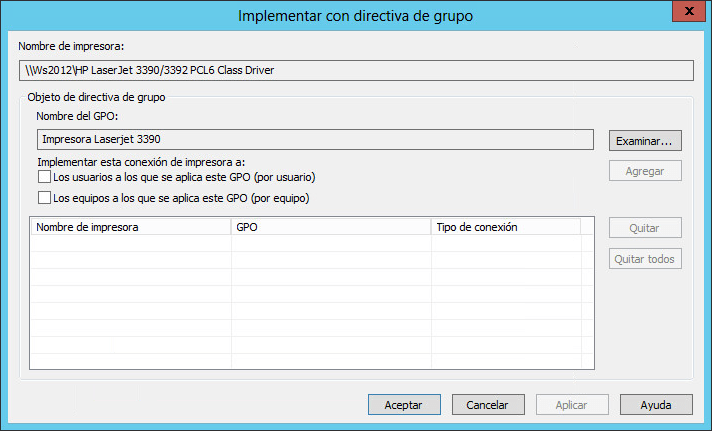 Implementar con directiva de grupo
x
Nombre de impresora:
\\Ws2012\HP LaserJet 3390/3392 PCL6 Class Driver
Objeto de directiva de grupo
Nombre del GPO:
Impresora Laserjet 3390
Examinar...
Implementar esta conexión de impresora a:
Los usuarios a los que se aplica este GPO (por usuario)
Agregar
Los equipos a los que se aplica este GPO (por equipo)
Nombre de impresora GPO Tipo de conexión
Quitar
Quitar todos
Aceptar Cancelar Aplicar Ayuda